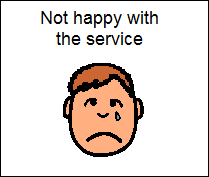 Not happy with
the service